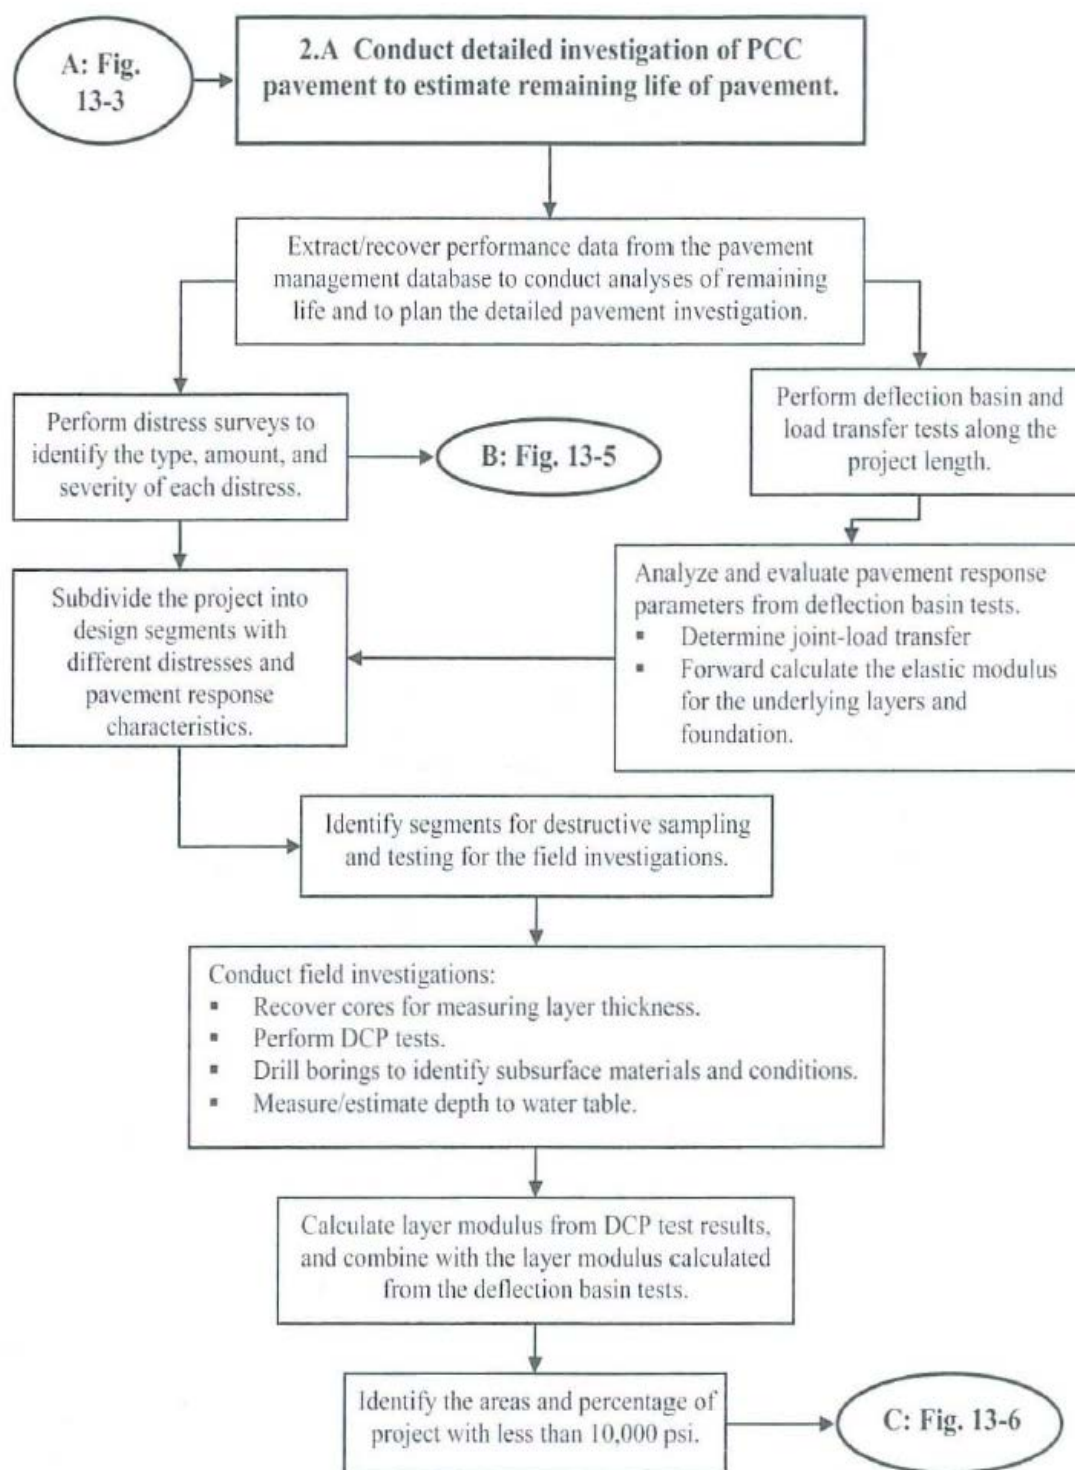 A: Fig.
13-3
2.A Conduct detailed investigation of PCC
pavement to estimate remaining life of pavement.
Extract/recover performance data from the pavement
management database to conduct analyses of remaining
life and to plan the detailed pavement investigation.
Perform distress surveys to
identify the type, amount, and
severity of each distress.
B: Fig. 13-5
Perform deflection basin and
load transfer tests along the
project length.
Subdivide the project into
design segments with
different distresses and
pavement response
characteristics.
Analyze and evaluate pavement response
parameters from deflection basin tests.
▪ Determine joint-load transfer
▪ Forward calculate the elastic modulus
for the underlying layers and
foundation.
Identify segments for destructive sampling
and testing for the field investigations.
Conduct field investigations:
▪ Recover cores for measuring layer thickness.
▪ Perform DCP tests.
▪ Drill borings to identify subsurface materials and conditions.
▪ Measure/estimate depth to water table.
Calculate layer modulus from DCP test results,
and combine with the layer modulus calculated
from the deflection basin tests.
Identify the areas and percentage of
project with less than 10,000 psi.
C: Fig. 13-6